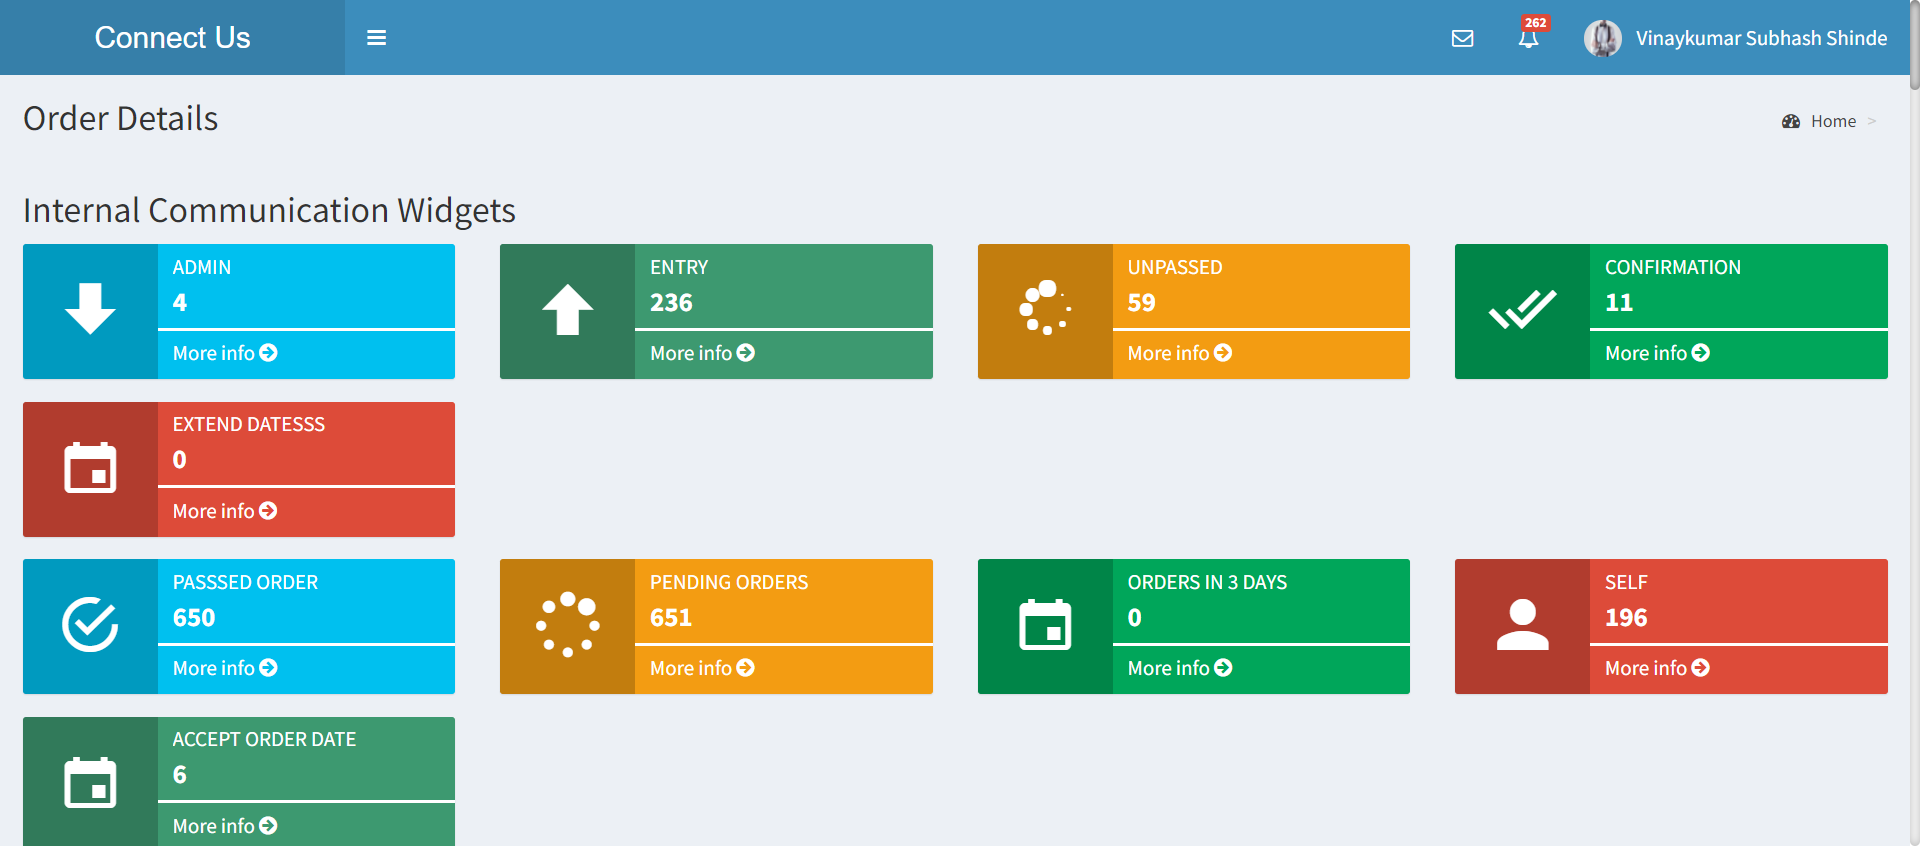 Connect Us
262
Vinaykumar Subhash Shinde
Order Details
Home >
Internal Communication Widgets
ADMIN
4
More info
ENTRY
236
More info
UNPASSED
59
More info
CONFIRMATION
11
More info
EXTEND DATESSS
0
More info
PASSSED ORDER
650
More info
PENDING ORDERS
651
More info
ORDERS IN 3 DAYS
0
More info
SELF
196
More info
ACCEPT ORDER DATE
6
More info